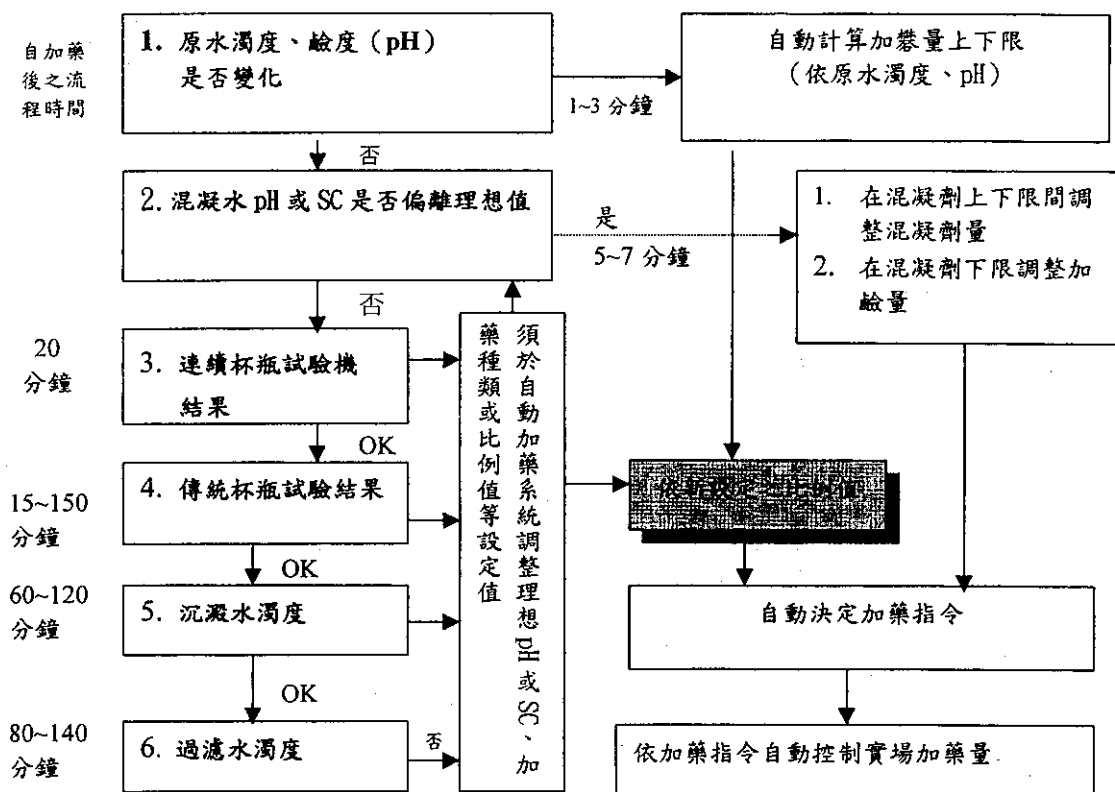 自加藥
後之流
程時間
1. 原水濁度、鹼度（pH）
是否變化
1~3 分鐘
自動計算加礬量上下限
（依原水濁度、pH）
否
2. 混凝水 pH 或 SC 是否偏離理想值
是
5~7 分鐘
1. 在混凝劑上下限間調
整混凝劑量
2. 在混凝劑下限調整加
鹼量
否
20
分鐘
3. 連續杯瓶試驗機
結果
OK
15~150
分鐘
4. 傳統杯瓶試驗結果
OK
60~120
分鐘
5. 沉澱水濁度
OK
80~140
分鐘
6. 過濾水濁度
否
須於自動加藥系統調整理想 pH 或 SC、加
藥種類或比例值等設定值
依新設定之比例值
自動決定加藥指令
依加藥指令自動控制實場加藥量